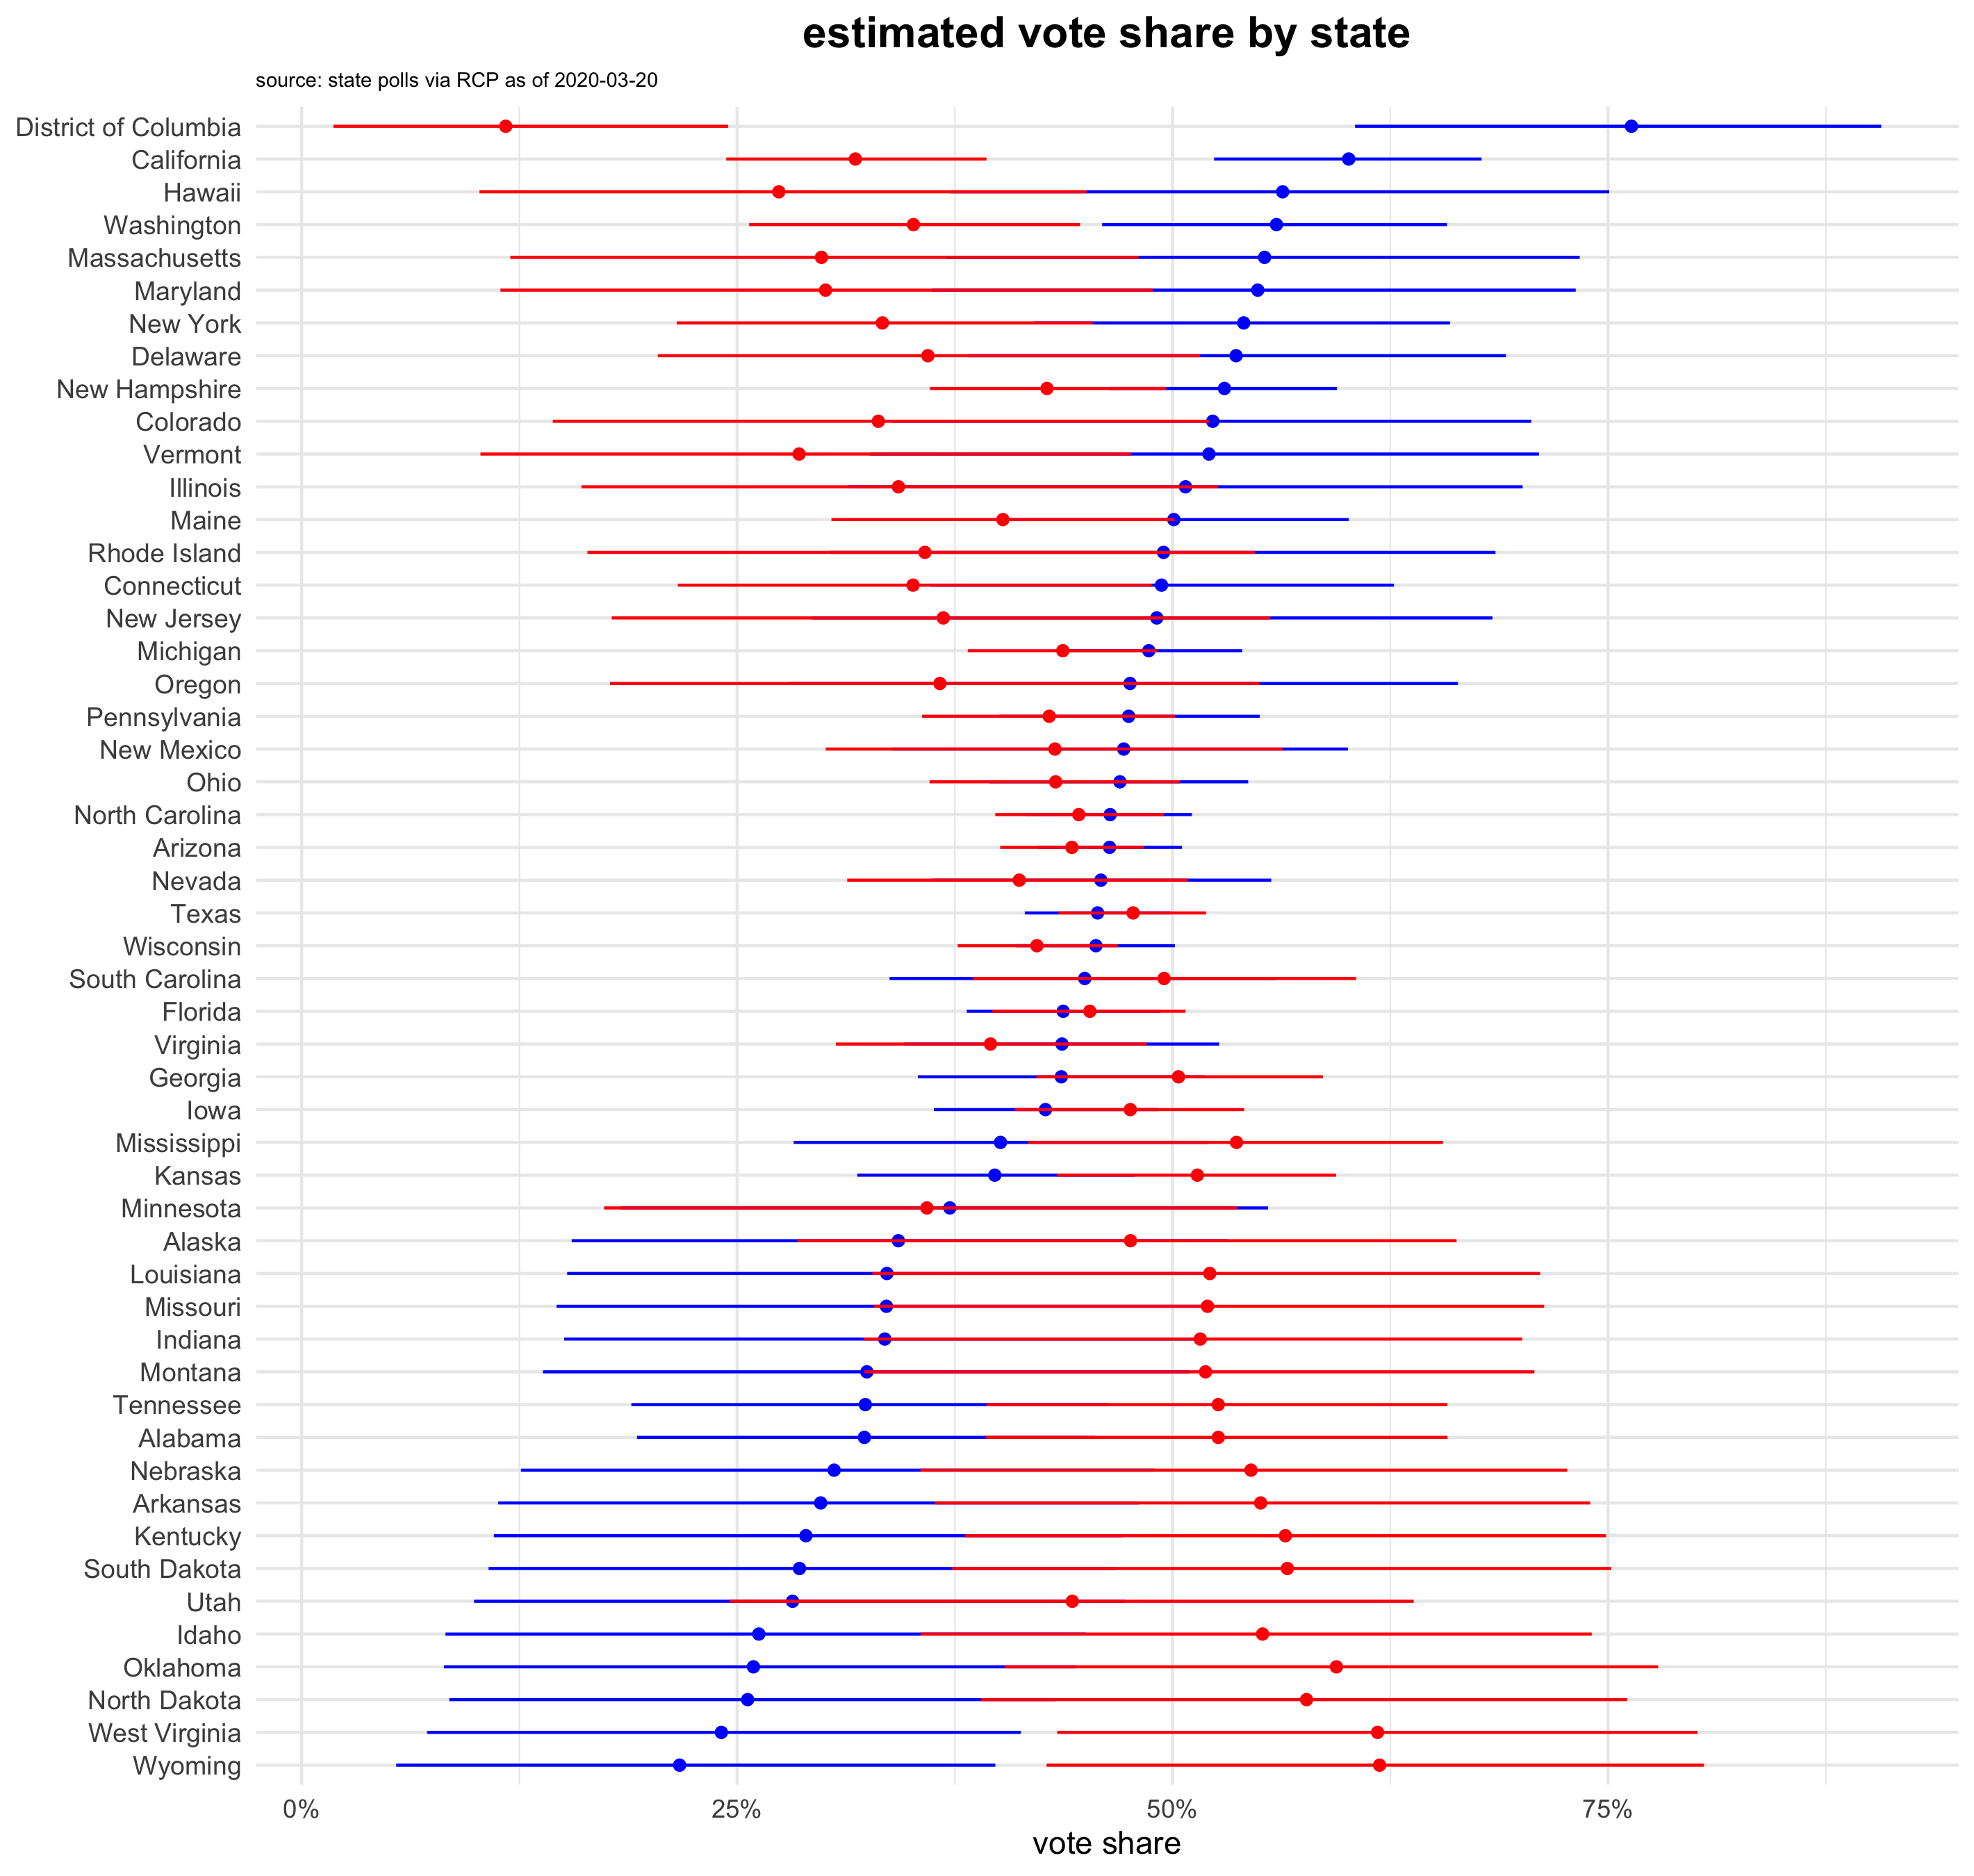 estimated vote share by state
source: state polls via RCP as of 2020-03-20
District of Columbia
California
Hawaii
Washington
Massachusetts
Maryland
New York
Delaware
New Hampshire
Colorado
Vermont
Illinois
Maine
Rhode Island
Connecticut
New Jersey
Michigan
Oregon
Pennsylvania
New Mexico
Ohio
North Carolina
Arizona
Nevada
Texas
Wisconsin
South Carolina
Florida
Virginia
Georgia
Iowa
Mississippi
Kansas
Minnesota
Alaska
Louisiana
Missouri
Indiana
Montana
Tennessee
Alabama
Nebraska
Arkansas
Kentucky
South Dakota
Utah
Idaho
Oklahoma
North Dakota
West Virginia
Wyoming
0% 25% 50% 75%
vote share